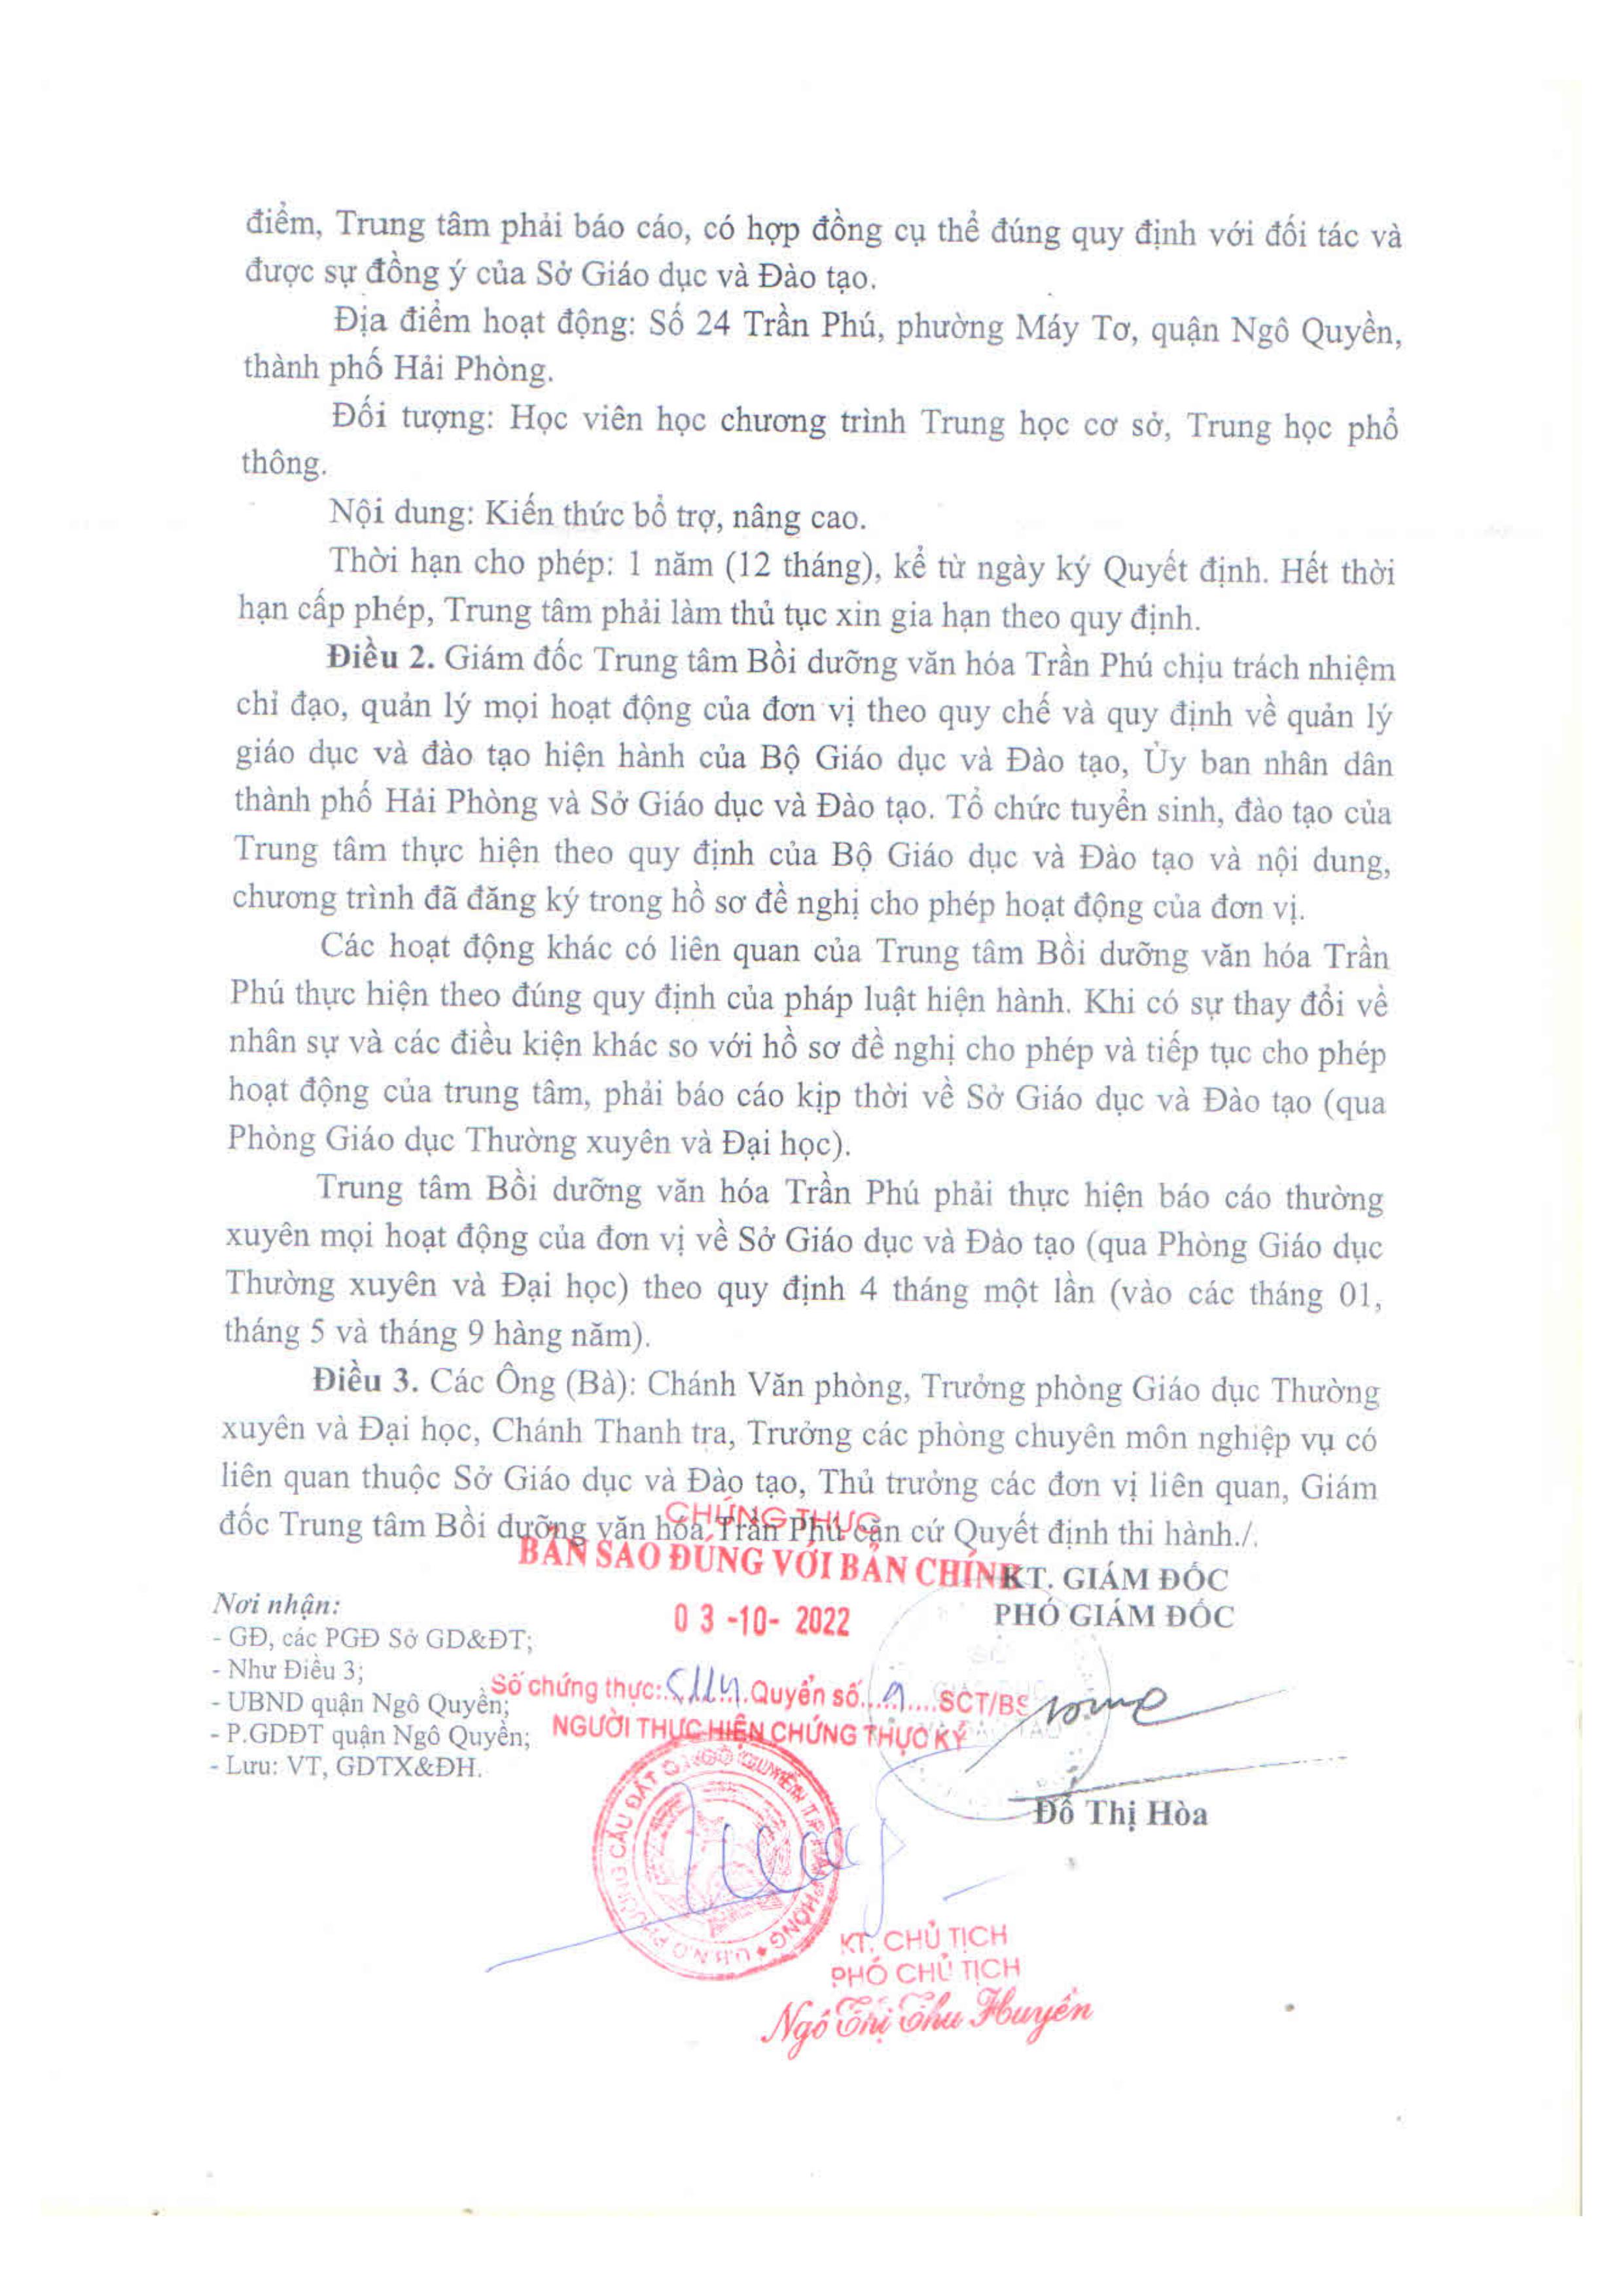 điểm, Trung tâm phải báo cáo, có hợp đồng cụ thể đúng quy định với đối tác và
được sự đồng ý của Sở Giáo dục và Đào tạo.
Địa điểm hoạt động: Số 24 Trần Phú, phường Máy Tơ, quận Ngô Quyền,
thành phố Hải Phòng.
Đối tượng: Học viên học chương trình Trung học cơ sở, Trung học phổ
thông.
Nội dung: Kiến thức bổ trợ, nâng cao.
Thời hạn cho phép: 1 năm (12 tháng), kể từ ngày ký Quyết định. Hết thời
hạn cấp phép, Trung tâm phải làm thủ tục xin gia hạn theo quy định.
Điều 2. Giám đốc Trung tâm Bồi dưỡng văn hóa Trần Phú chịu trách nhiệm
chỉ đạo, quản lý mọi hoạt động của đơn vị theo quy chế và quy định về quản lý
giáo dục và đào tạo hiện hành của Bộ Giáo dục và Đào tạo, Ủy ban nhân dân
thành phố Hải Phòng và Sở Giáo dục và Đào tạo. Tổ chức tuyển sinh, đào tạo của
Trung tâm thực hiện theo quy định của Bộ Giáo dục và Đào tạo và nội dung,
chương trình đã đăng ký trong hồ sơ đề nghị cho phép hoạt động của đơn vị.
Các hoạt động khác có liên quan của Trung tâm Bồi dưỡng văn hóa Trần
Phú thực hiện theo đúng quy định của pháp luật hiện hành. Khi có sự thay đổi về
nhân sự và các điều kiện khác so với hồ sơ đề nghị cho phép và tiếp tục cho phép
hoạt động của trung tâm, phải báo cáo kịp thời về Sở Giáo dục và Đào tạo (qua
Phòng Giáo dục Thường xuyên và Đại học).
Trung tâm Bồi dưỡng văn hóa Trần Phú phải thực hiện báo cáo thường
xuyên mọi hoạt động của đơn vị về Sở Giáo dục và Đào tạo (qua Phòng Giáo dục
Thường xuyên và Đại học) theo quy định 4 tháng một lần (vào các tháng 01,
tháng 5 và tháng 9 hàng năm).
Điều 3. Các Ông (Bà): Chánh Văn phòng, Trưởng phòng Giáo dục Thường
xuyên và Đại học, Chánh Thanh tra, Trưởng các phòng chuyên môn nghiệp vụ có
liên quan thuộc Sở Giáo dục và Đào tạo, Thủ trưởng các đơn vị liên quan, Giám
đốc Trung tâm Bồi dưỡng văn hóa Trần Phú căn cứ Quyết định thi hành./.
CHỨNG THỰC
BẢN SAO ĐÚNG VỚI BẢN CHÍNH
03-10-2022
KT. GIÁM ĐỐC
PHÓ GIÁM ĐỐC
Nơi nhận:
- GĐ, các PGĐ Sở GD&ĐT;
- Như Điều 3;
- UBND quận Ngô Quyền;
- P.GDĐT quận Ngô Quyền;
- Lưu: VT, GDTX&ĐH.
Số chứng thực: 5114 Quyển số 9 SCT/BS
NGƯỜI THỰC HIỆN CHỨNG THỰC KÝ
U.B.N.D PHƯỜNG CẦU ĐẤT Q.NGÔ QUYỀN T.P HẢI PHÒNG
Đỗ Thị Hòa
KT. CHỦ TỊCH
PHÓ CHỦ TỊCH
Ngô Thị Thu Huyền